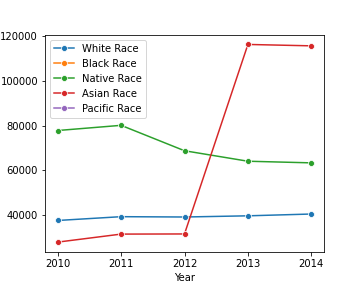 120000
100000
80000
60000
40000
White Race
Black Race
Native Race
Asian Race
Pacific Race
2010 2011 2012 2013 2014
Year